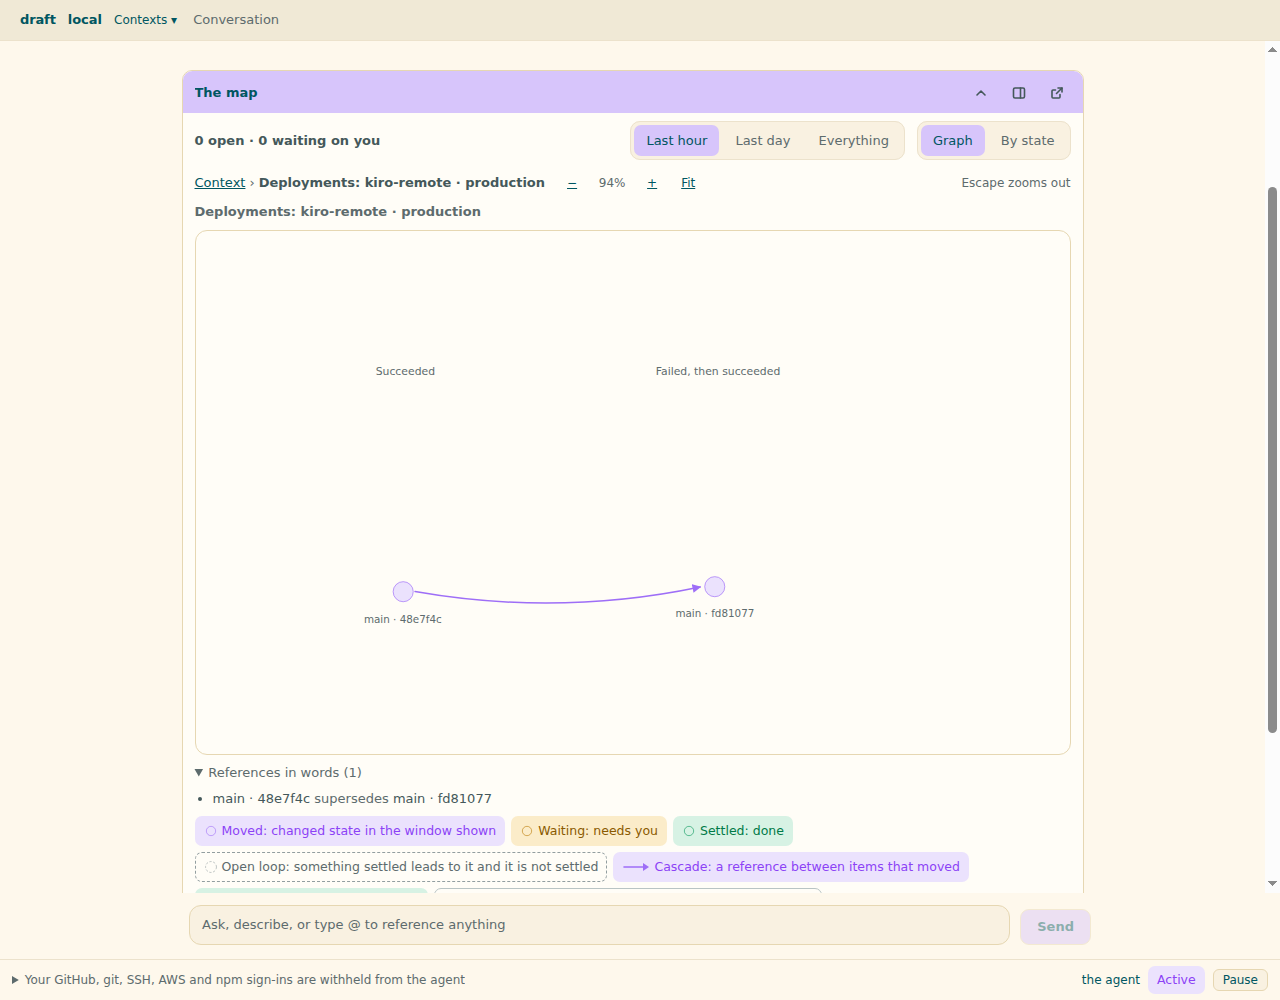 draft local Contexts ▾ Conversation
The map
0 open · 0 waiting on you Last hour Last day Everything Graph By state
Context › Deployments: kiro-remote · production − 94% + Fit Escape zooms out
Deployments: kiro-remote · production
Succeeded Failed, then succeeded
main · 48e7f4c main · fd81077
▼ References in words (1)
• main · 48e7f4c supersedes main · fd81077
Moved: changed state in the window shown Waiting: needs you Settled: done
Open loop: something settled leads to it and it is not settled Cascade: a reference between items that moved
Ask, describe, or type @ to reference anything Send
▶ Your GitHub, git, SSH, AWS and npm sign-ins are withheld from the agent the agent Active Pause